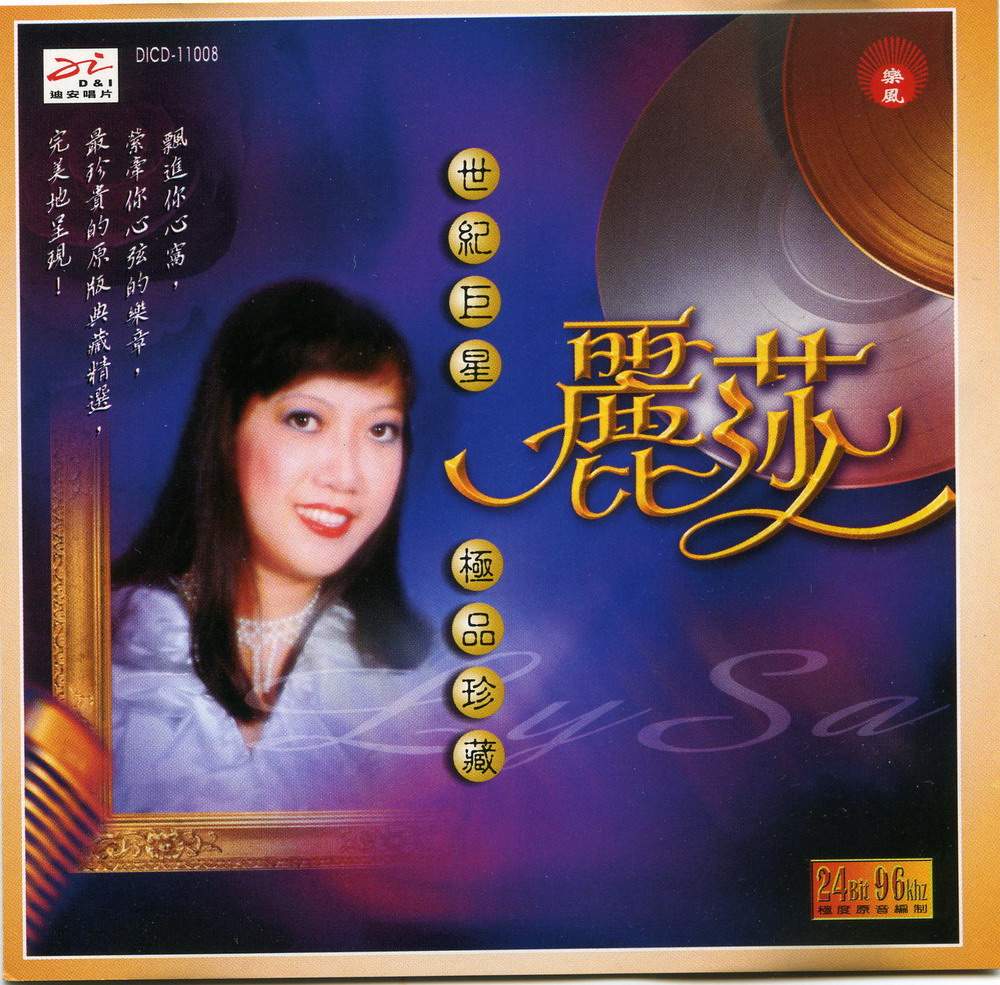 D&I
迪安唱片
DICD-11008
樂風
飄進你心窩，
縈牽你心弦的樂章，
最珍貴的原版典藏精選，
完美地呈現！
世紀巨星
麗莎
極品珍藏
Ly Sa
24Bit 96khz
極度原音編制